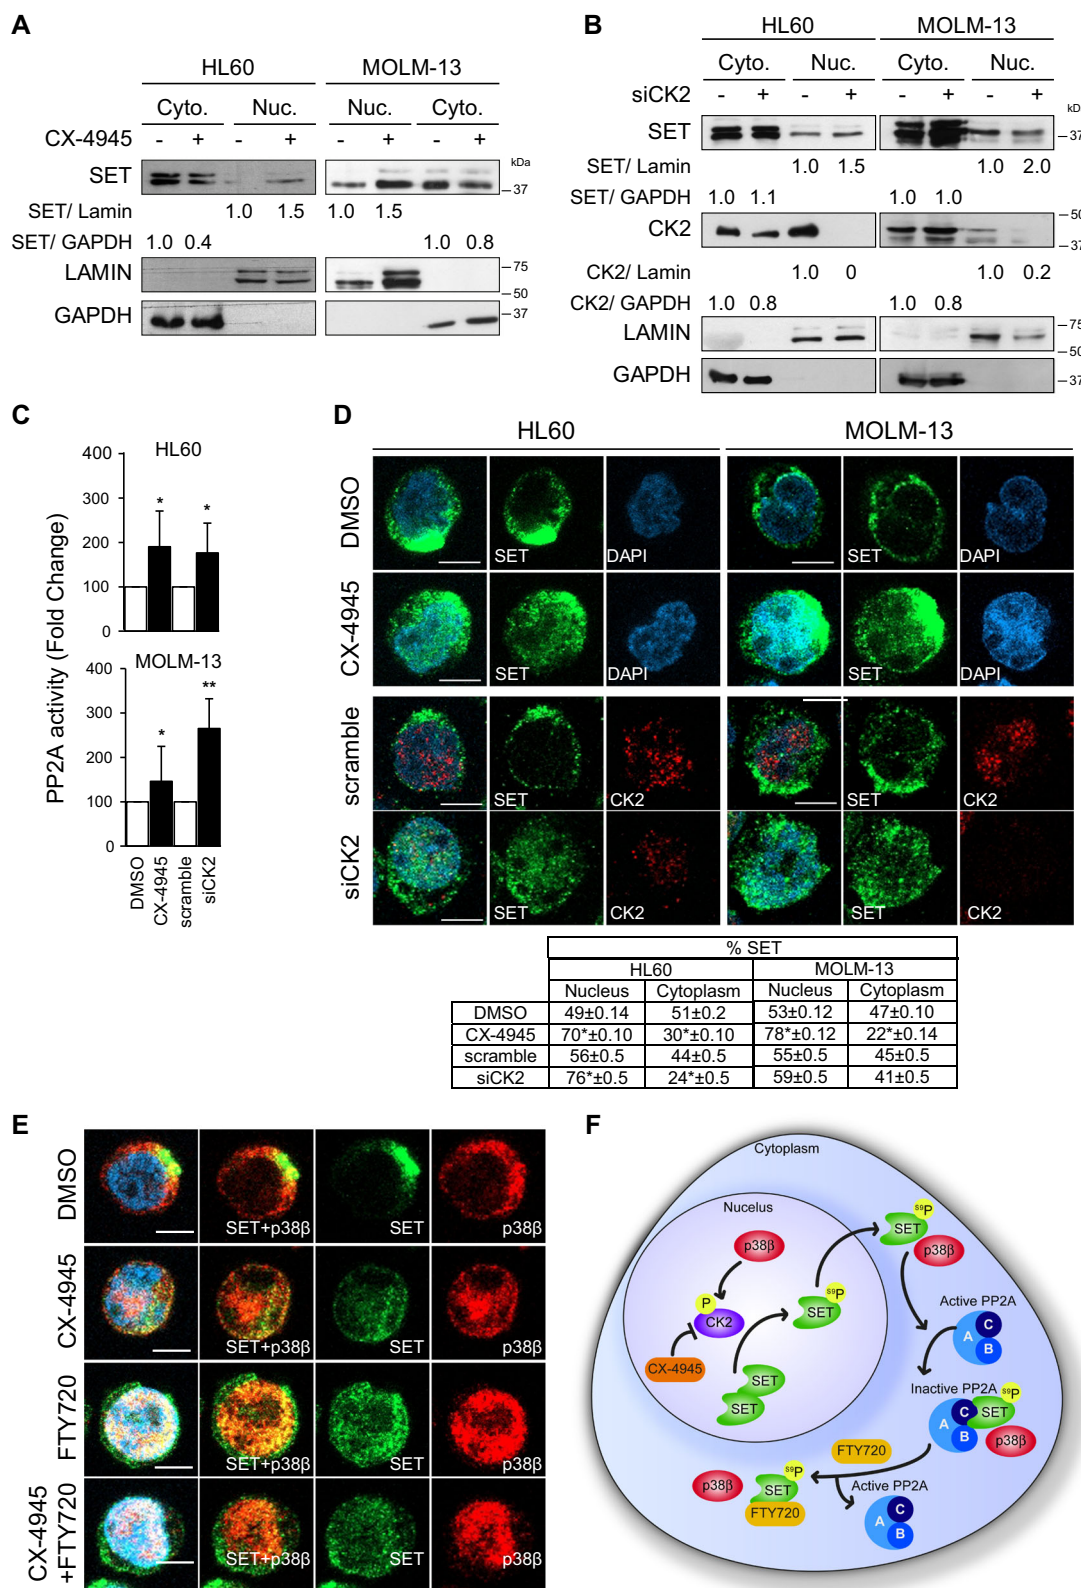 A
HL60 MOLM-13
Cyto. Nuc. Nuc. Cyto.
CX-4945 - + - + - + - +
kDa
SET
37
SET/ Lamin 1.0 1.5 1.0 1.5
SET/ GAPDH 1.0 0.4 1.0 0.8
LAMIN
75
50
GAPDH
37
B
HL60 MOLM-13
Cyto. Nuc. Cyto. Nuc.
siCK2 - + - + - + - +
SET
37
SET/ Lamin 1.0 1.5 1.0 2.0
SET/ GAPDH 1.0 1.1 1.0 1.0
CK2
50
37
CK2/ Lamin 1.0 0 1.0 0.2
CK2/ GAPDH 1.0 0.8 1.0 0.8
LAMIN
75
50
GAPDH
37
C
PP2A activity (Fold Change)
HL60
400
300
200
100
0
* *
MOLM-13
400
300
200
100
0
* **
DMSO
CX-4945
scramble
siCK2
D
HL60 MOLM-13
DMSO
SET DAPI SET DAPI
CX-4945
SET DAPI SET DAPI
scramble
SET CK2 SET CK2
siCK2
SET CK2 SET CK2
% SET
HL60 MOLM-13
Nucleus Cytoplasm Nucleus Cytoplasm
DMSO 49±0.14 51±0.2 53±0.12 47±0.10
CX-4945 70*±0.10 30*±0.10 78*±0.12 22*±0.14
scramble 56±0.5 44±0.5 55±0.5 45±0.5
siCK2 76*±0.5 24*±0.5 59±0.5 41±0.5
E
DMSO
SET+p38β SET p38β
CX-4945
SET+p38β SET p38β
FTY720
SET+p38β SET p38β
CX-4945
+FTY720
SET+p38β SET p38β
F
Cytoplasm
Nucelus
p38β
P
CK2
CX-4945
SET
SET
S9P
SET
S9P
SET
p38β
Active PP2A
A C B
Inactive PP2A
S9P
A C B SET
p38β
FTY720
S9P
p38β
SET
FTY720
Active PP2A
A C B